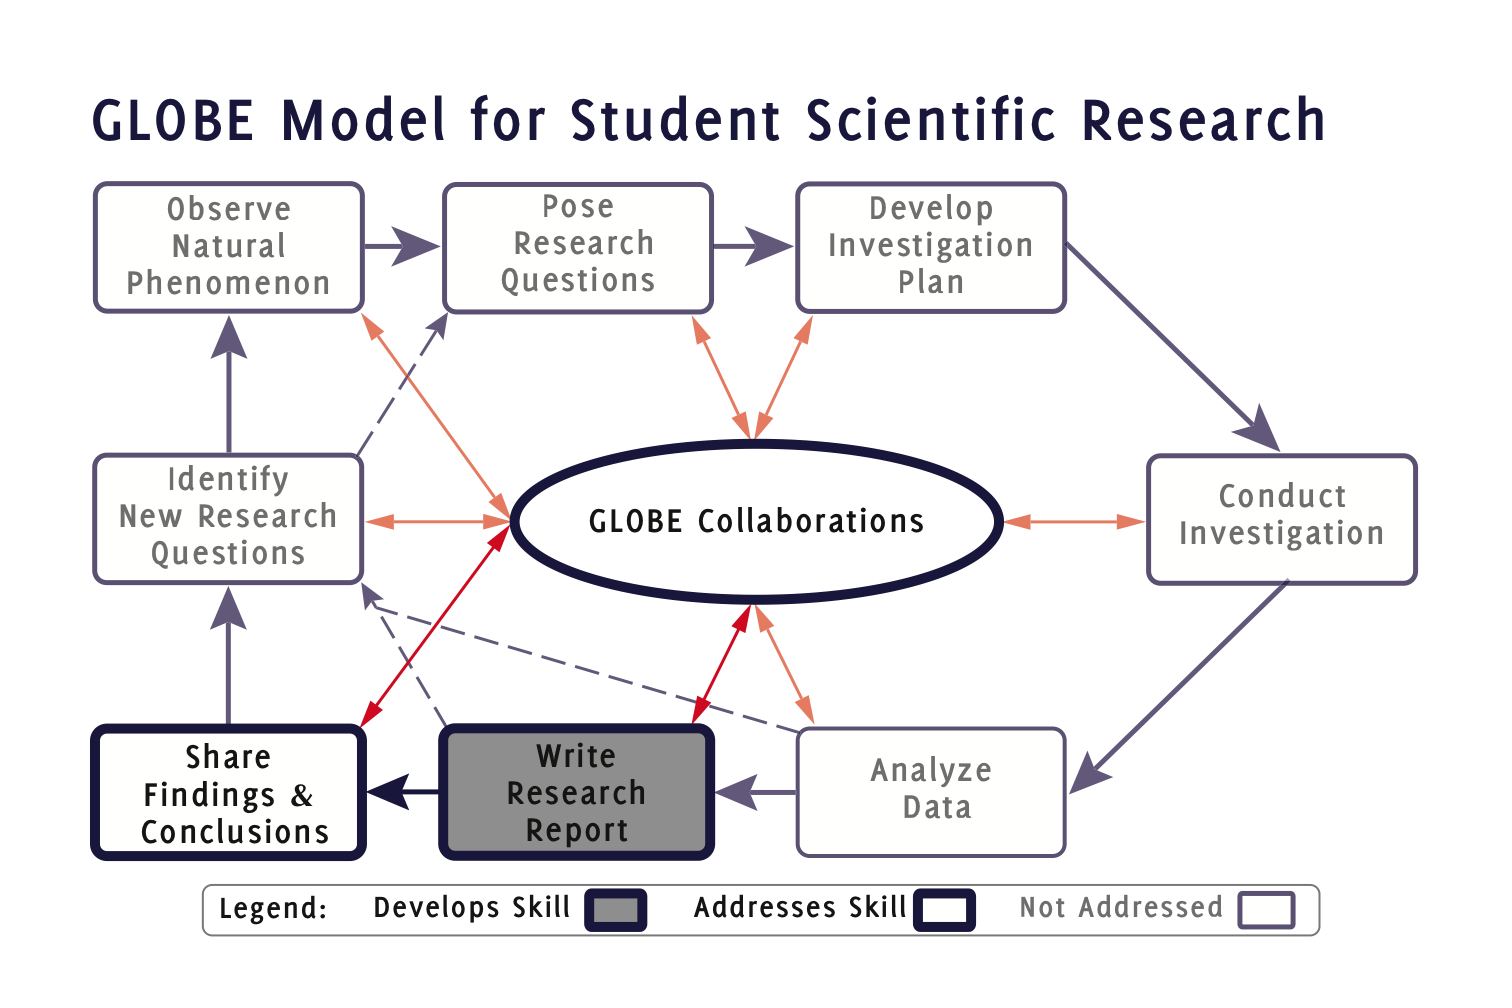 GLOBE Model for Student Scientific Research
Observe
Natural
Phenomenon
Pose
Research
Questions
Develop
Investigation
Plan
Identify
New Research
Questions
GLOBE Collaborations
Conduct
Investigation
Share
Findings &
Conclusions
Write
Research
Report
Analyze
Data
Legend: Develops Skill Addresses Skill Not Addressed